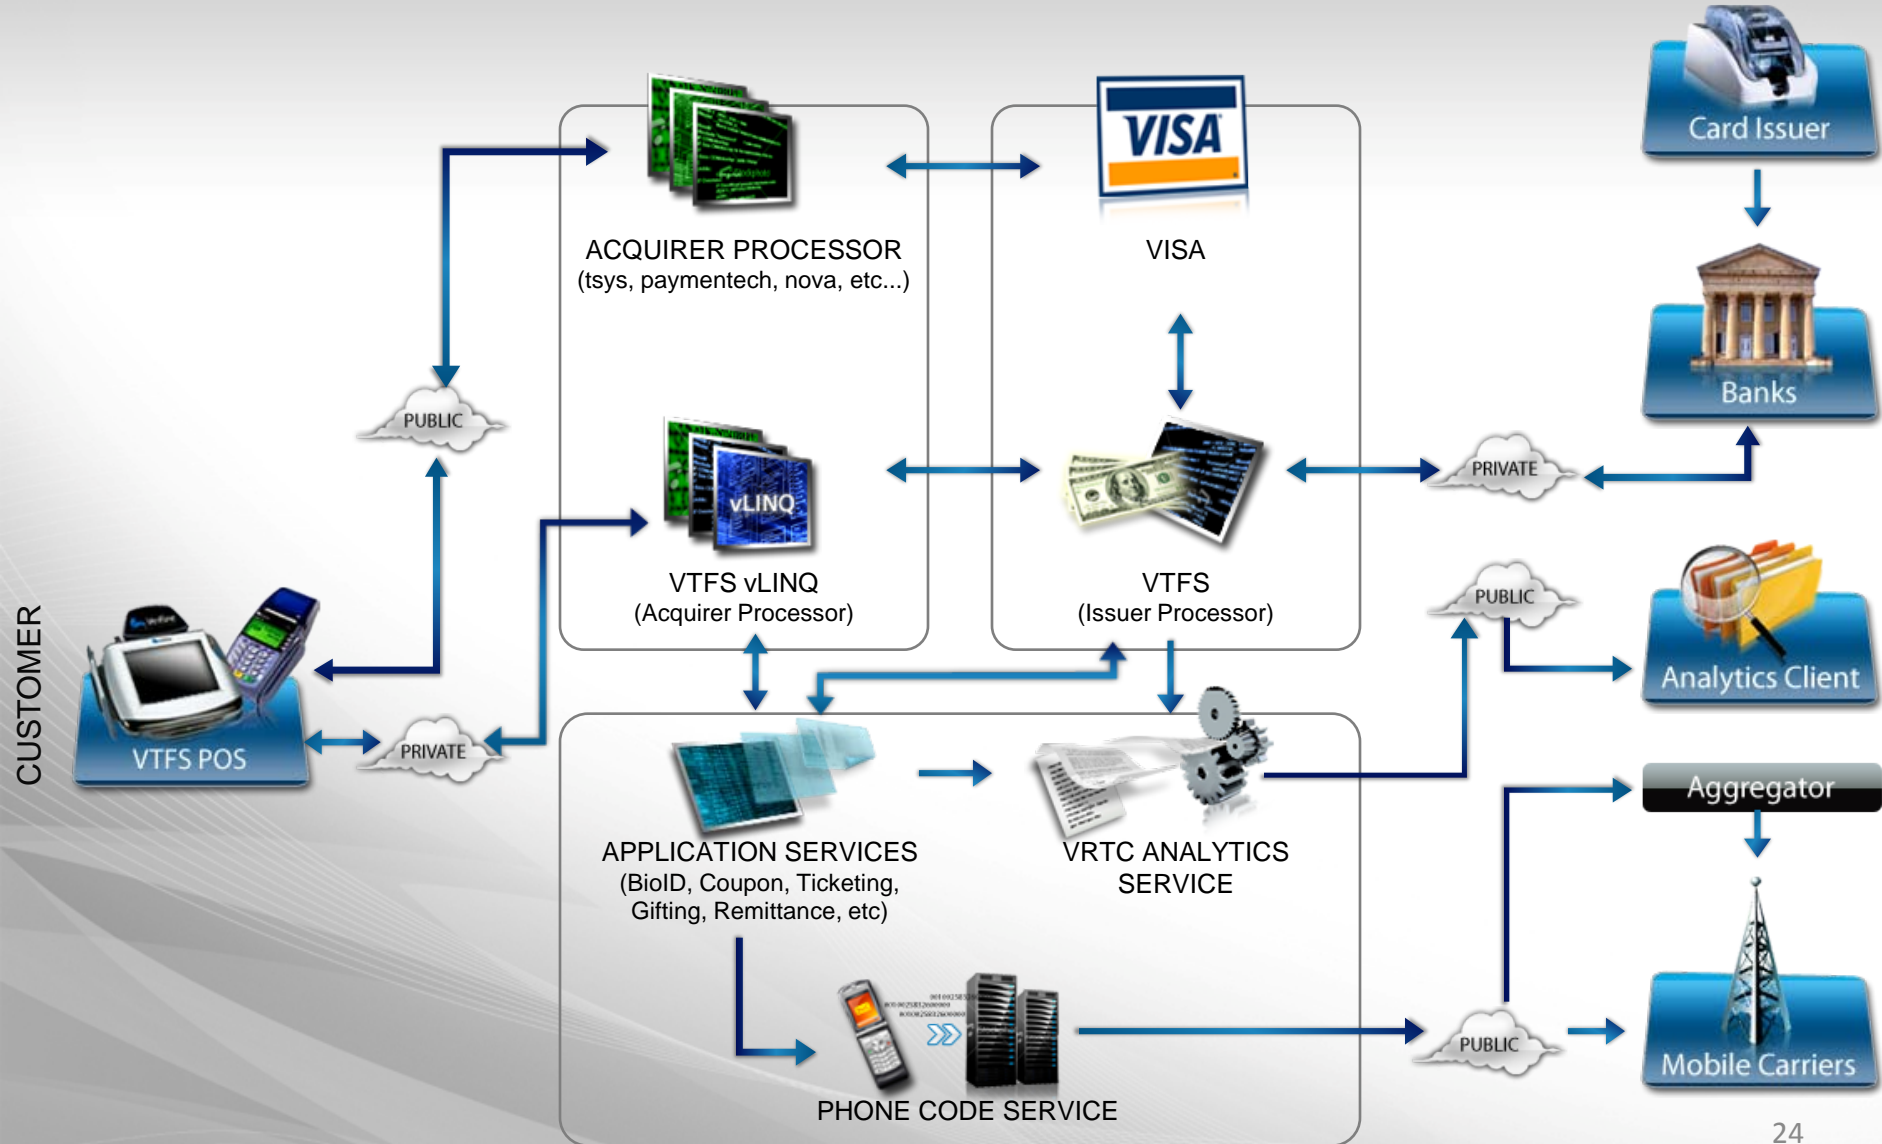 Card Issuer
VISA
ACQUIRER PROCESSOR
(tsys, paymentech, nova, etc...)
VISA
Banks
PUBLIC
vLINQ
PRIVATE
VTFS vLINQ
(Acquirer Processor)
VTFS
(Issuer Processor)
PUBLIC
Analytics Client
CUSTOMER
VTFS POS
PRIVATE
Aggregator
APPLICATION SERVICES
(BioID, Coupon, Ticketing,
Gifting, Remittance, etc)
VRTC ANALYTICS
SERVICE
PUBLIC
Mobile Carriers
PHONE CODE SERVICE
24